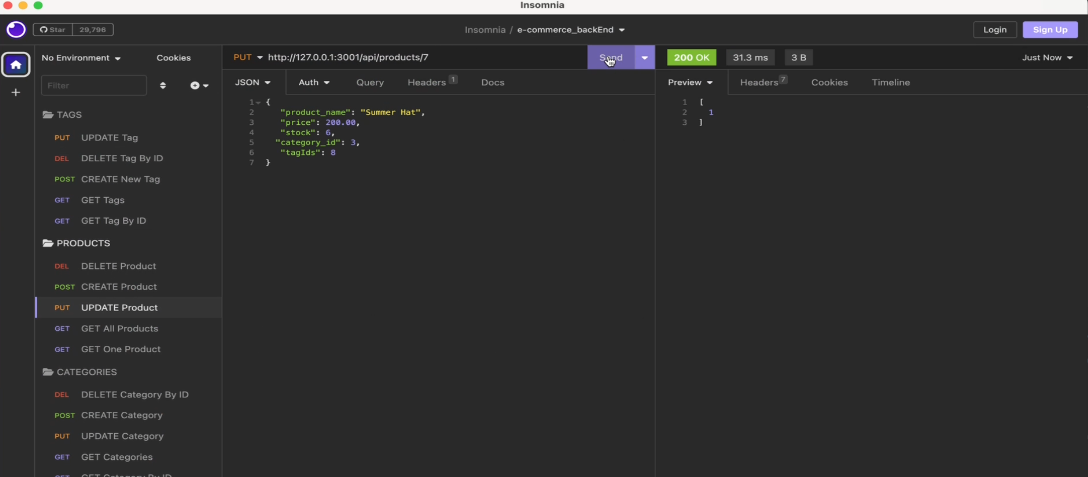 Insomnia
Star 29,796
Insomnia / e-commerce_backEnd
Login
Sign Up
No Environment
Cookies
Filter
TAGS
PUT UPDATE Tag
DEL DELETE Tag By ID
POST CREATE New Tag
GET GET Tags
GET GET Tag By ID
PRODUCTS
DEL DELETE Product
POST CREATE Product
PUT UPDATE Product
GET GET All Products
GET GET One Product
CATEGORIES
DEL DELETE Category By ID
POST CREATE Category
PUT UPDATE Category
GET GET Categories
GET GET Category By ID
PUT http://127.0.0.1:3001/api/products/7
Send
JSON Auth Query Headers 1 Docs
1 {
2 "product_name": "Summer Hat",
3 "price": 200.00,
4 "stock": 6,
5 "category_id": 3,
6 "tagIds": 8
7 }
200 OK 31.3 ms 3 B Just Now
Preview Headers 7 Cookies Timeline
1 [
2 1
3 ]